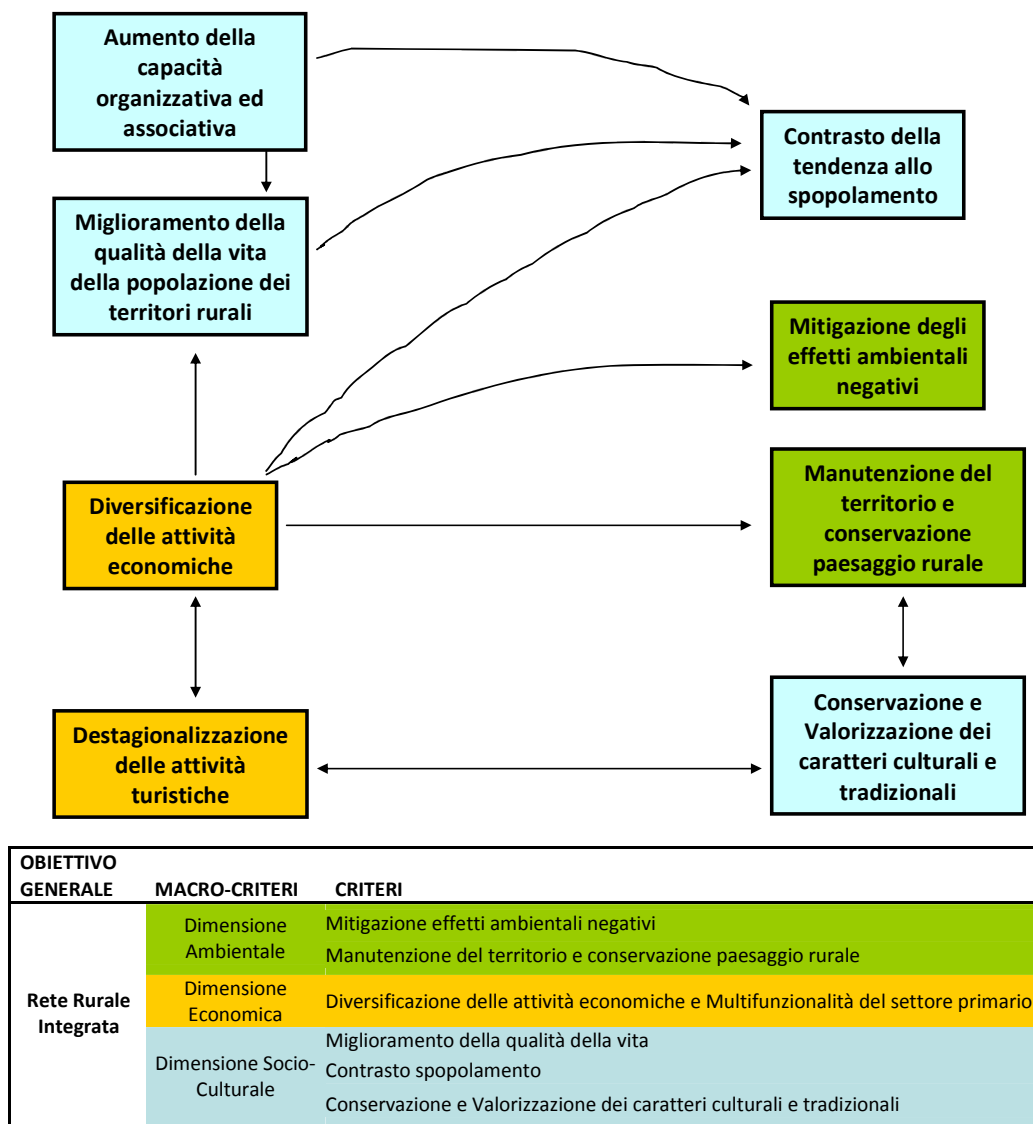 Aumento della
capacità
organizzativa ed
associativa
Contrasto della
tendenza allo
spopolamento
Miglioramento della
qualità della vita
della popolazione dei
territori rurali
Mitigazione degli
effetti ambientali
negativi
Diversificazione
delle attività
economiche
Manutenzione del
territorio e
conservazione
paesaggio rurale
Destagionalizzazione
delle attività
turistiche
Conservazione e
Valorizzazione dei
caratteri culturali e
tradizionali
OBIETTIVO
GENERALE MACRO-CRITERI CRITERI
Rete Rurale
Integrata
Dimensione
Ambientale
Mitigazione effetti ambientali negativi
Manutenzione del territorio e conservazione paesaggio rurale
Dimensione
Economica
Diversificazione delle attività economiche e Multifunzionalità del settore primario
Dimensione Socio-
Culturale
Miglioramento della qualità della vita
Contrasto spopolamento
Conservazione e Valorizzazione dei caratteri culturali e tradizionali